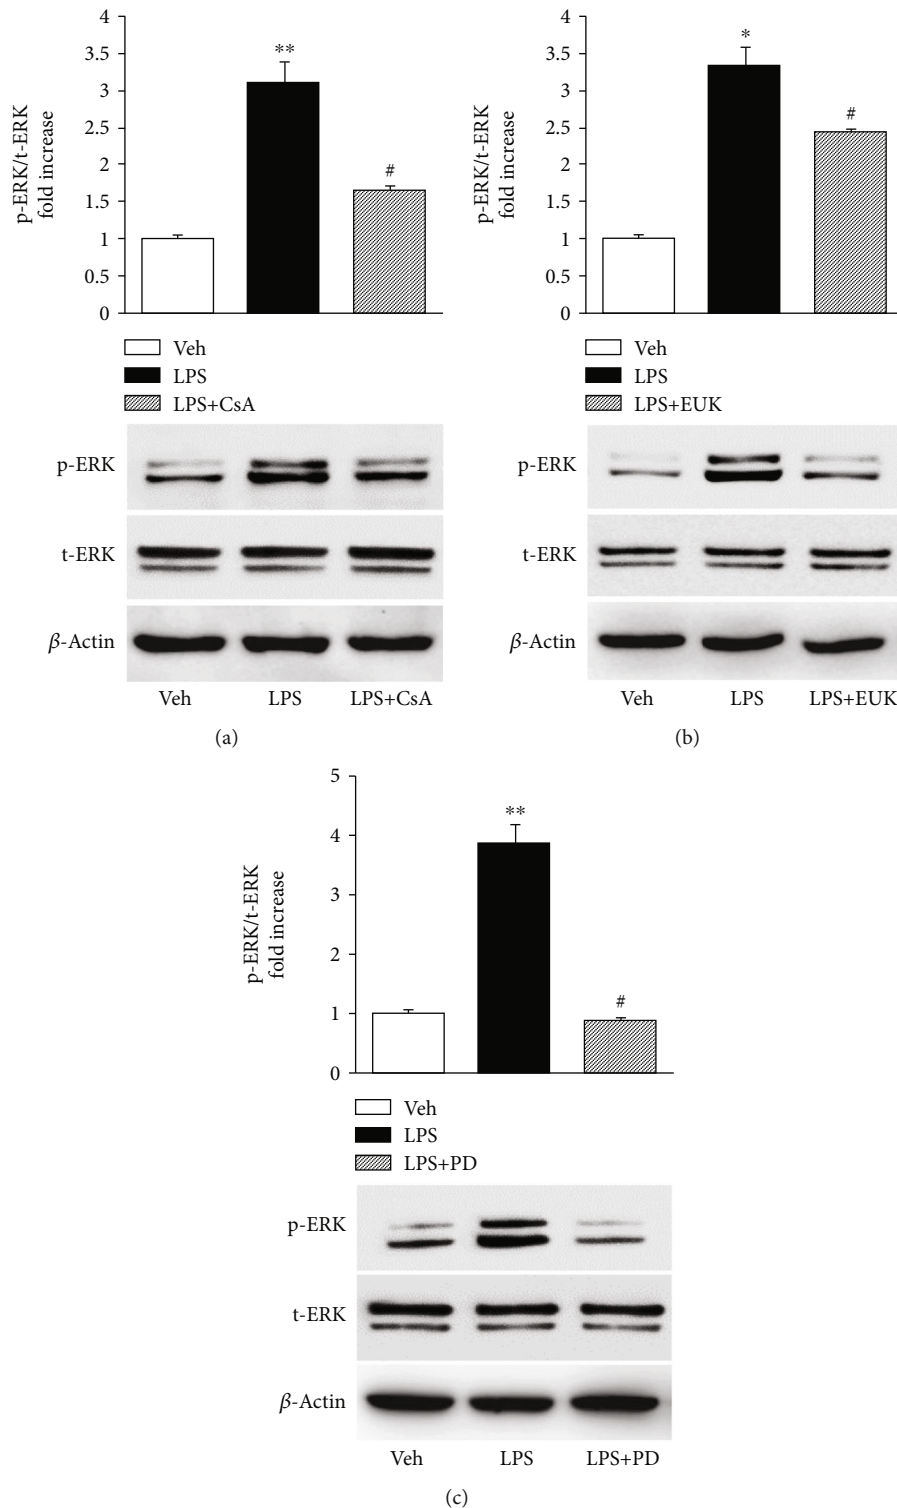 4
3.5
3
2.5
2
1.5
1
0.5
0
p-ERK/t-ERK
fold increase
**
#
Veh
LPS
LPS+CsA
p-ERK
t-ERK
β-Actin
Veh LPS LPS+CsA
(a)
4
3.5
3
2.5
2
1.5
1
0.5
0
p-ERK/t-ERK
fold increase
*
#
Veh
LPS
LPS+EUK
p-ERK
t-ERK
β-Actin
Veh LPS LPS+EUK
(b)
5
4
3
2
1
0
p-ERK/t-ERK
fold increase
**
#
Veh
LPS
LPS+PD
p-ERK
t-ERK
β-Actin
Veh LPS LPS+PD
(c)